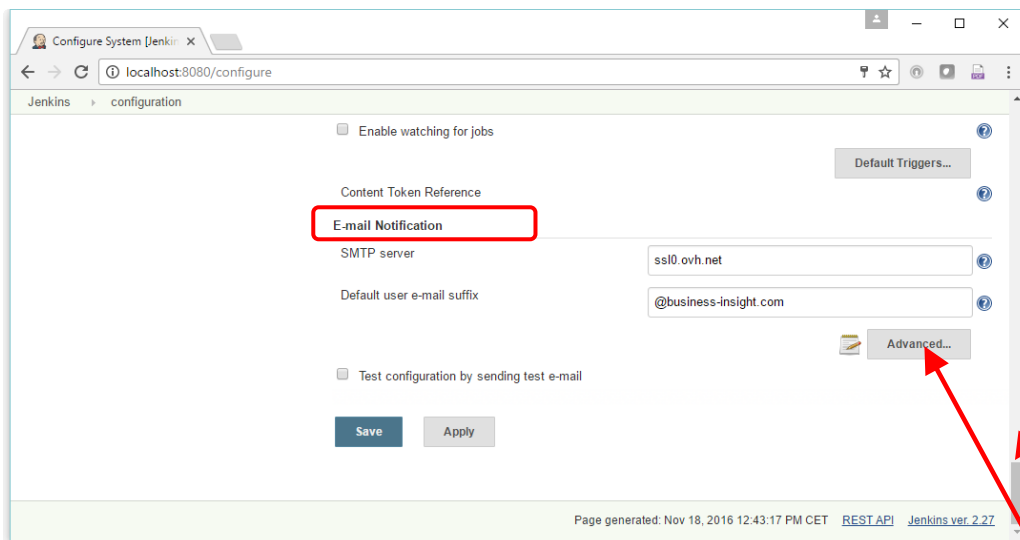 Configure System [Jenkin
localhost:8080/configure
Jenkins configuration
Enable watching for jobs
Default Triggers...
Content Token Reference
E-mail Notification
SMTP server
ssl0.ovh.net
Default user e-mail suffix
@business-insight.com
Advanced...
Test configuration by sending test e-mail
Save Apply
Page generated: Nov 18, 2016 12:43:17 PM CET REST API Jenkins ver. 2.27